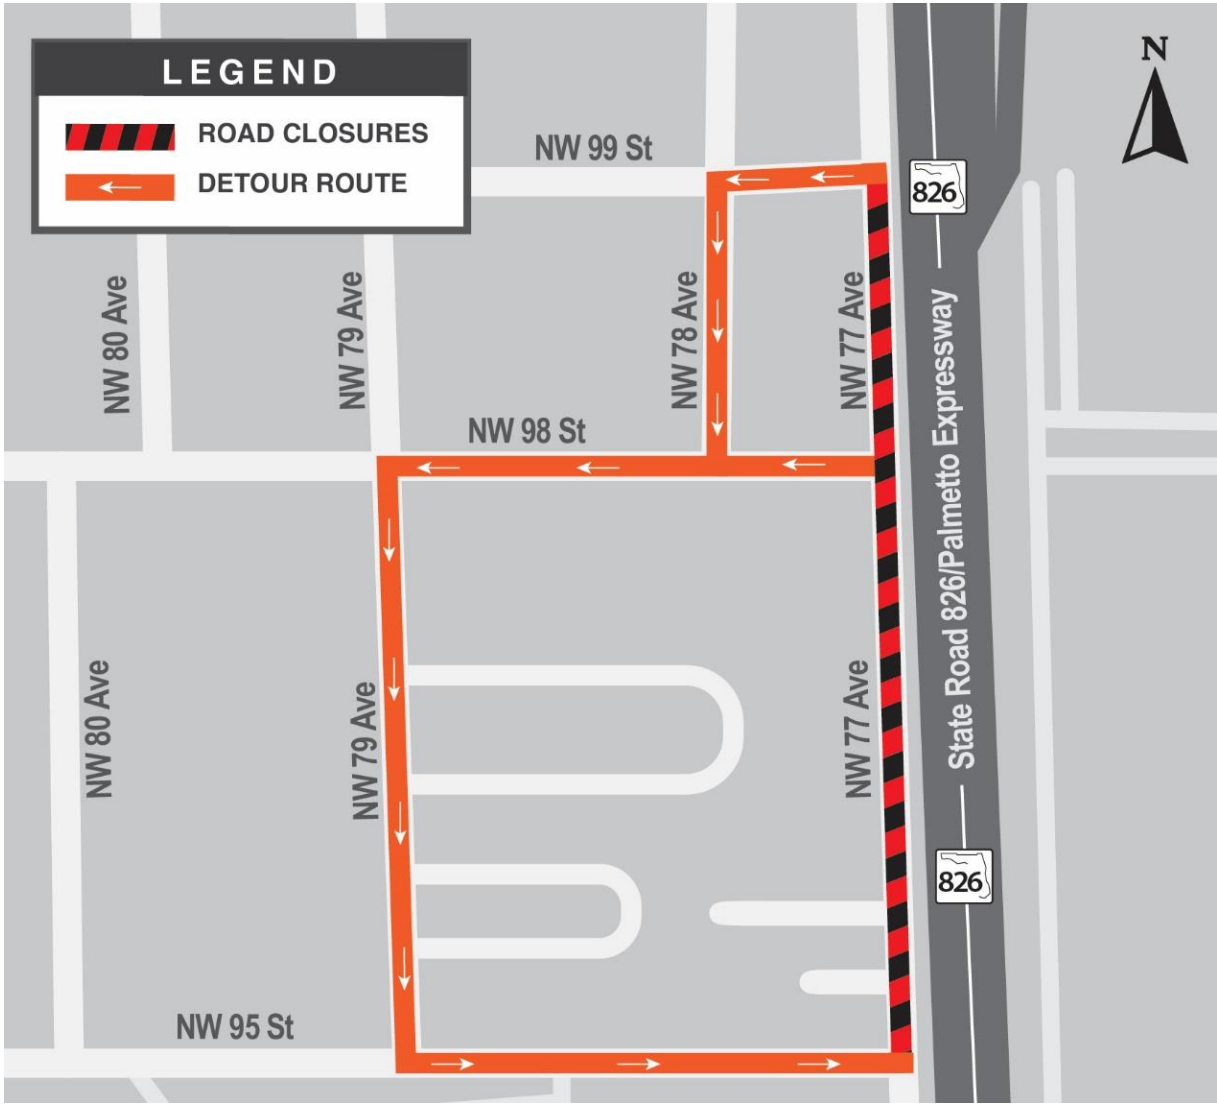 LEGEND
ROAD CLOSURES
DETOUR ROUTE
N
NW 99 St
826
NW 80 Ave
NW 79 Ave
NW 78 Ave
NW 77 Ave
State Road 826/Palmetto Expressway
NW 98 St
NW 80 Ave
NW 79 Ave
NW 77 Ave
826
NW 95 St